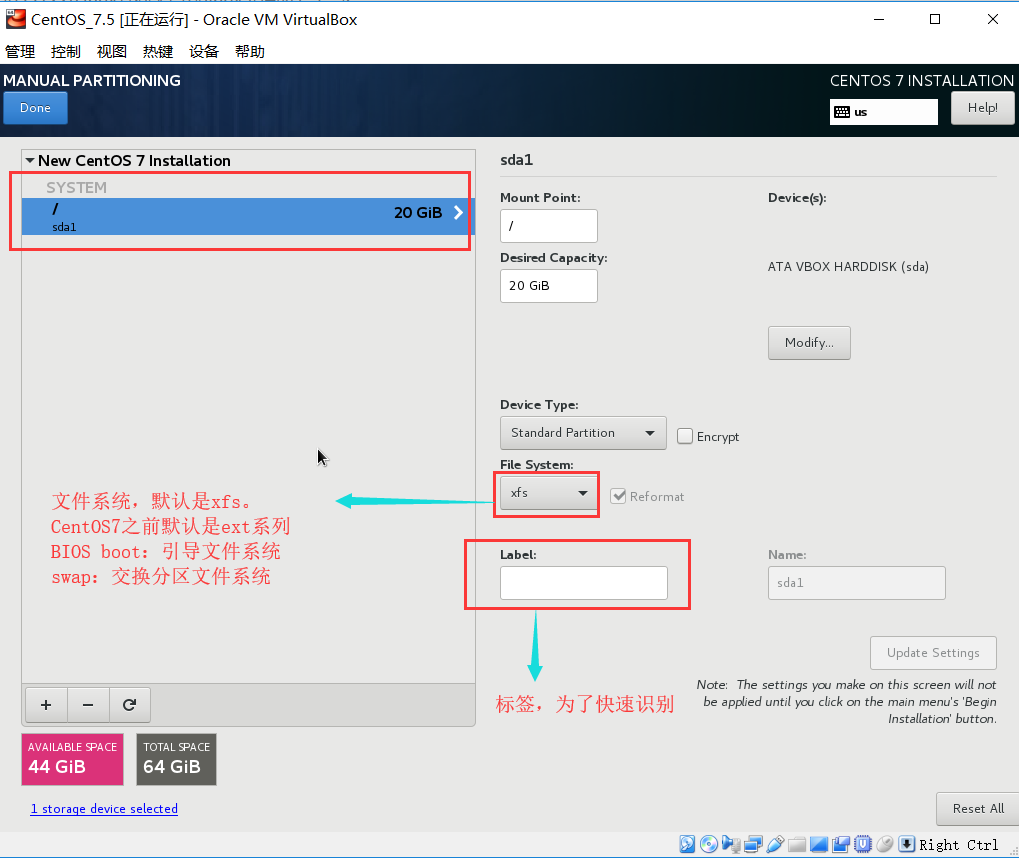 CentOS_7.5 [正在运行] - Oracle VM VirtualBox
管理 控制 视图 热键 设备 帮助
MANUAL PARTITIONING
CENTOS 7 INSTALLATION
Done
us
Help!
New CentOS 7 Installation
SYSTEM
/
20 GiB
sda1
sda1
Mount Point:
/
Device(s):
Desired Capacity:
20 GiB
ATA VBOX HARDDISK (sda)
Modify...
Device Type:
Standard Partition
Encrypt
File System:
xfs
Reformat
文件系统，默认是xfs。
CentOS7之前默认是ext系列
BIOS boot：引导文件系统
swap：交换分区文件系统
Label:
Name:
sda1
标签，为了快速识别
Update Settings
Note: The settings you make on this screen will not
be applied until you click on the main menu's 'Begin
Installation' button.
+ −
AVAILABLE SPACE
44 GiB
TOTAL SPACE
64 GiB
1 storage device selected
Reset All
Right Ctrl